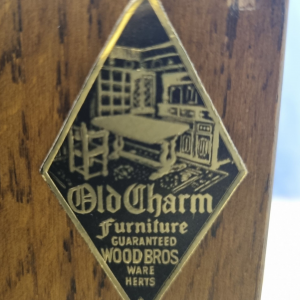 Old Charm
Furniture
GUARANTEED
WOOD BROS
WARE
HERTS